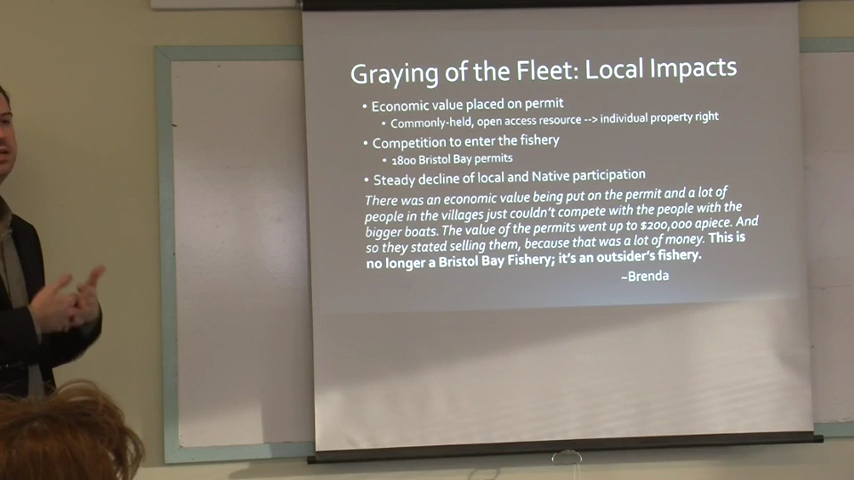 Graying of the Fleet: Local Impacts
• Economic value placed on permit
• Commonly-held, open access resource --> individual property right
• Competition to enter the fishery
• 1800 Bristol Bay permits
• Steady decline of local and Native participation
There was an economic value being put on the permit and a lot of
people in the villages just couldn't compete with the people with the
bigger boats. The value of the permits went up to $200,000 apiece. And
so they stated selling them, because that was a lot of money. This is
no longer a Bristol Bay Fishery; it's an outsider's fishery.
~Brenda